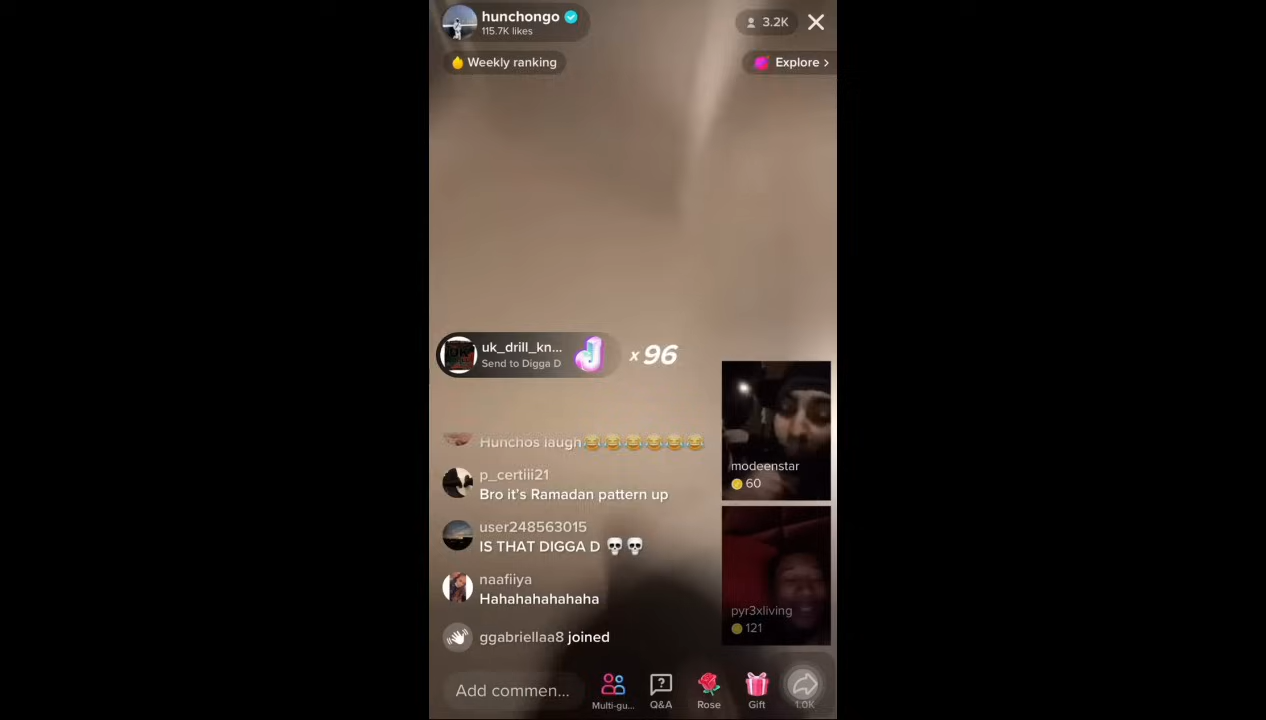 hunchongo
115.7K likes
3.2K
Weekly ranking
Explore >
uk_drill_kn...
Send to Digga D
x 96
Hunchos laugh😂😂😂😂😂😂
p_certiii21
Bro it's Ramadan pattern up
user248563015
IS THAT DIGGA D 💀💀
naafiiya
Hahahahahahaha
ggabriellaa8 joined
modeenstar
60
pyr3xliving
121
Add commen...
Multi-gu...
Q&A
Rose
Gift
1.0K